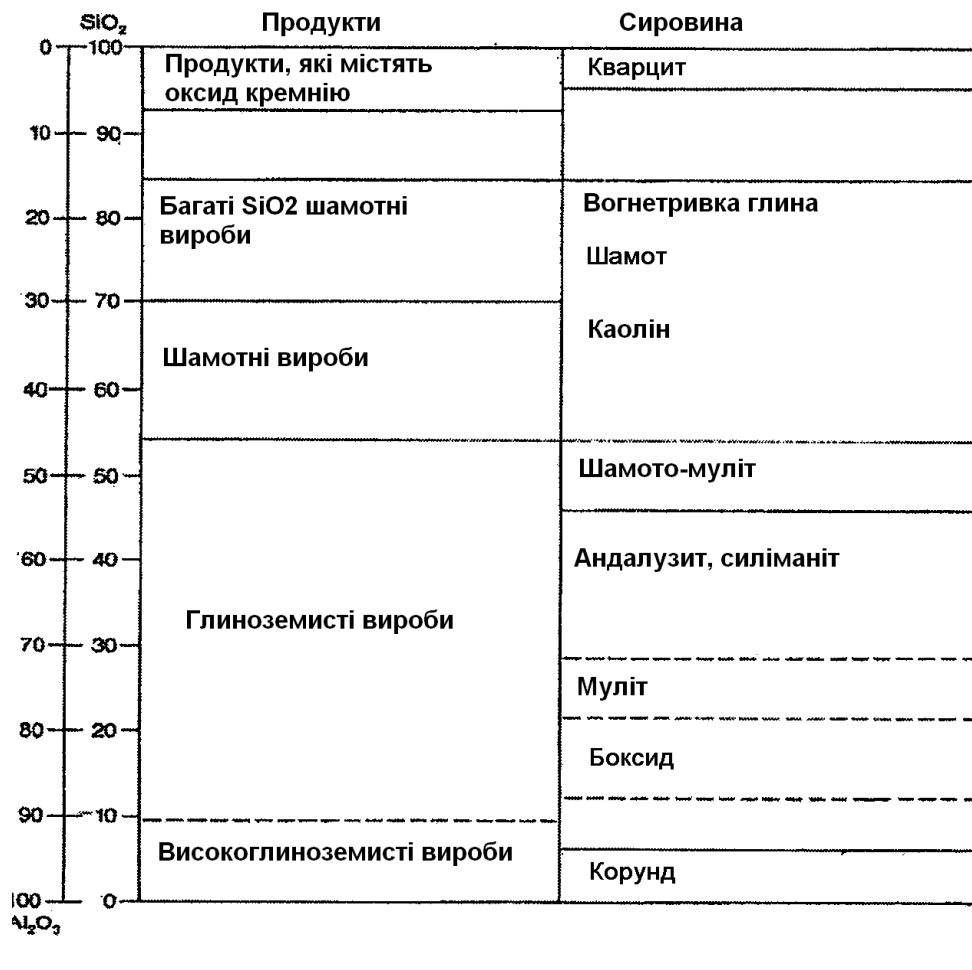 SiO₂ Продукти Сировина
0 100
Продукти, які містять
оксид кремнію
Кварцит
10 90
Багаті SiO2 шамотні
вироби
Вогнетривка глина
20 80
Шамот
30 70
Каолін
Шамотні вироби
40 60
Шамото-муліт
50 50
Андалузит, силіманіт
60 40
Глиноземисті вироби
70 30
Муліт
80 20
Боксид
90 10
Високоглиноземисті вироби
Корунд
100 0
Al₂O₃